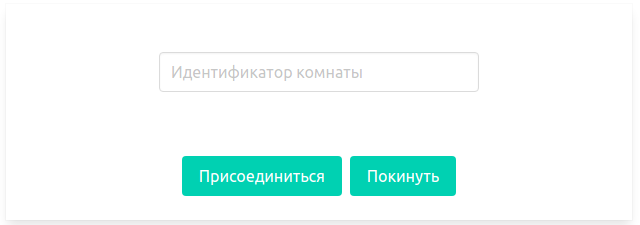 Идентификатор комнаты
Присоединиться Покинуть